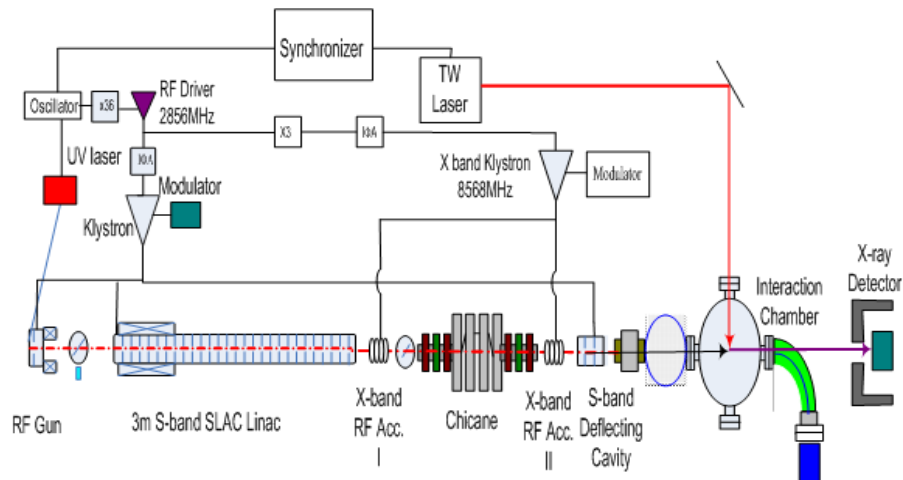 Synchronizer
TW
Laser
RF Driver
2856MHz
Oscillator
x36
UV laser
X3
X band Klystron
8568MHz
Modulator
Modulator
Klystron
X-ray
Detector
Interaction
Chamber
RF Gun
3m S-band SLAC Linac
X-band
RF Acc.
I
Chicane
X-band
RF Acc.
II
S-band
Deflecting
Cavity